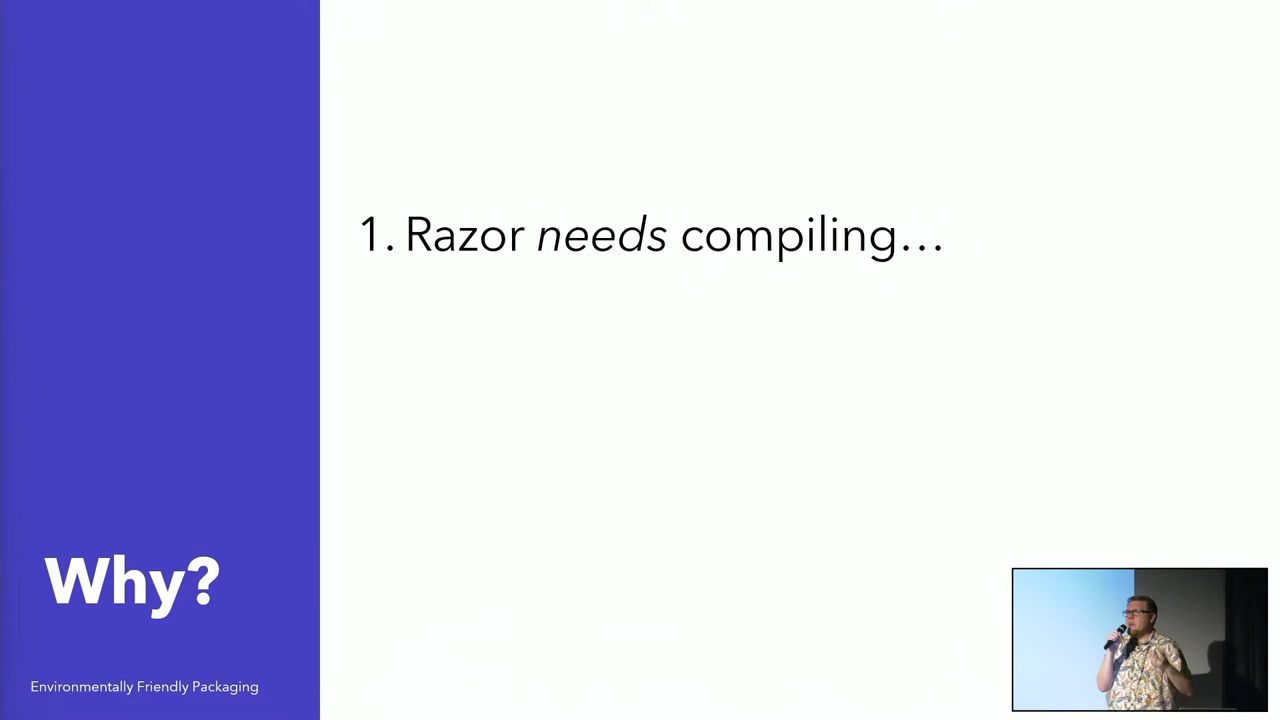 1. Razor needs compiling…
Why?
Environmentally Friendly Packaging